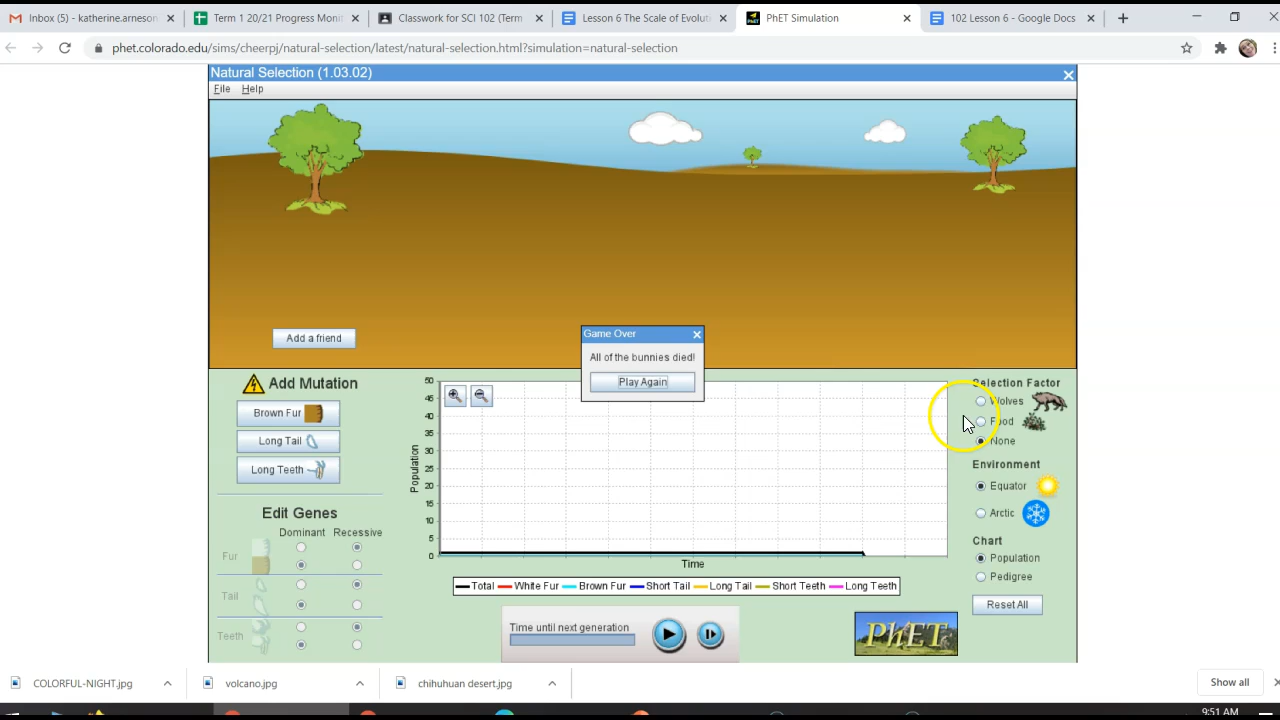 Inbox (5) - katherine.arneson
Term 1 20/21 Progress Moni
Classwork for SCI 102 (Term
Lesson 6 The Scale of Evoluti
PhET Simulation
102 Lesson 6 - Google Docs
phet.colorado.edu/sims/cheerpj/natural-selection/latest/natural-selection.html?simulation=natural-selection
Natural Selection (1.03.02)
File Help
Add a friend
Game Over
All of the bunnies died!
Play Again
Add Mutation
Brown Fur
Long Tail
Long Teeth
Edit Genes
Dominant Recessive
Fur
Tail
Teeth
50
45
40
35
30
25
20
15
10
5
0
Population
Time
Total White Fur Brown Fur Short Tail Long Tail Short Teeth Long Teeth
Time until next generation
PhET
Selection Factor
Wolves
Food
None
Environment
Equator
Arctic
Chart
Population
Pedigree
Reset All
COLORFUL-NIGHT.jpg
volcano.jpg
chihuhuan desert.jpg
Show all
9:51 AM